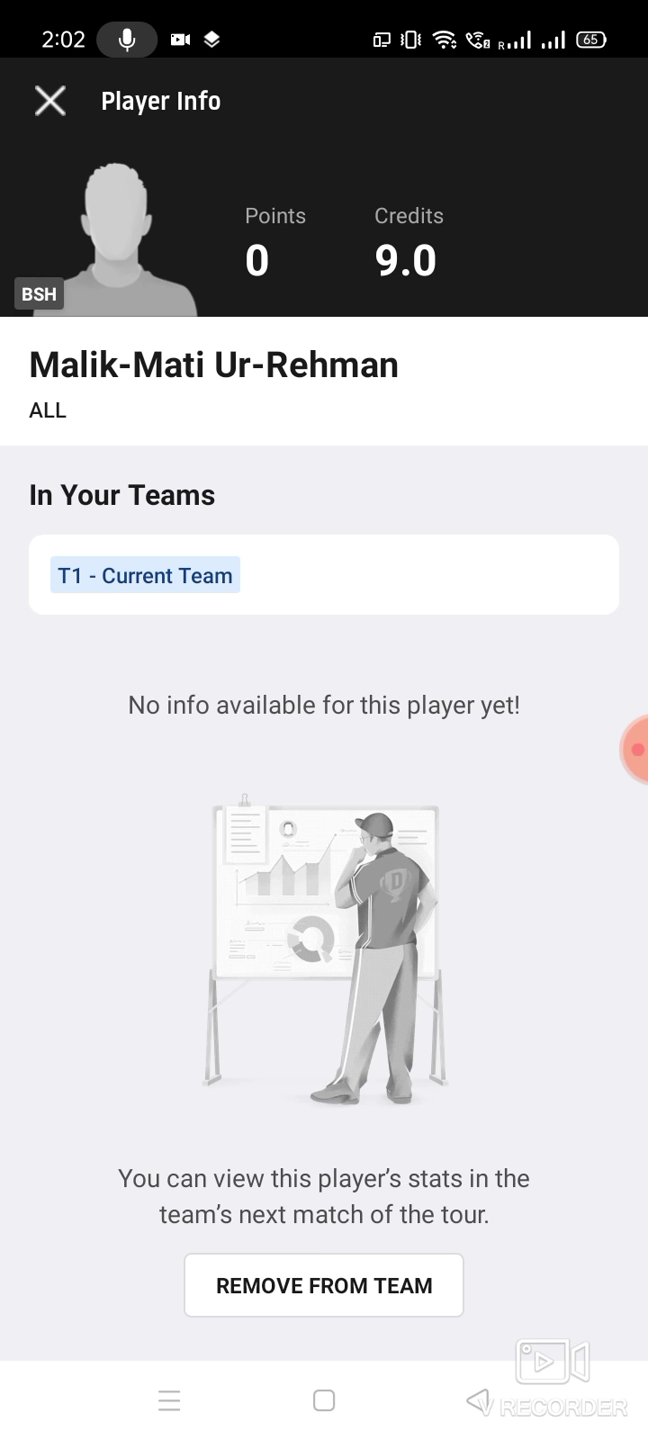 2:02
R
2
65
Player Info
Points
Credits
0
9.0
BSH
Malik-Mati Ur-Rehman
ALL
In Your Teams
T1 - Current Team
No info available for this player yet!
D
You can view this player’s stats in the
team’s next match of the tour.
REMOVE FROM TEAM
V RECORDER